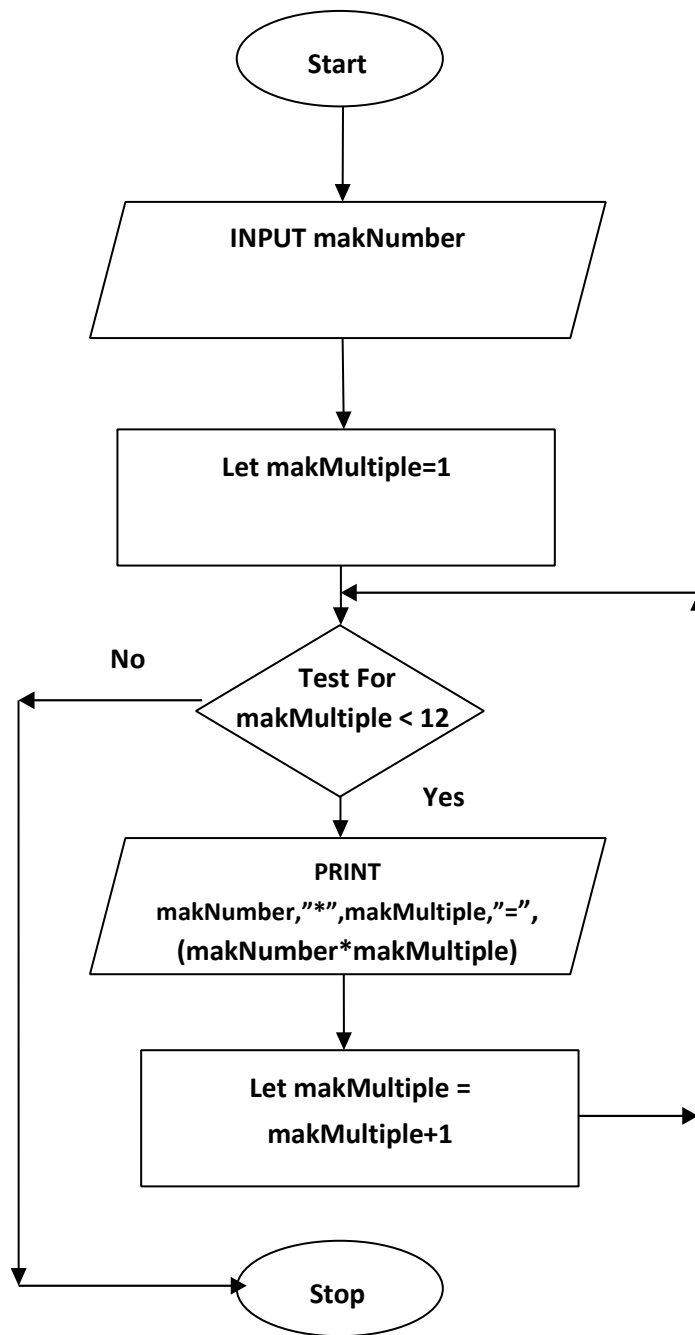 Start
INPUT makNumber
Let makMultiple=1
No
Test For
makMultiple < 12
Yes
PRINT
makNumber,”*”,makMultiple,”=”,
(makNumber*makMultiple)
Let makMultiple =
makMultiple+1
Stop